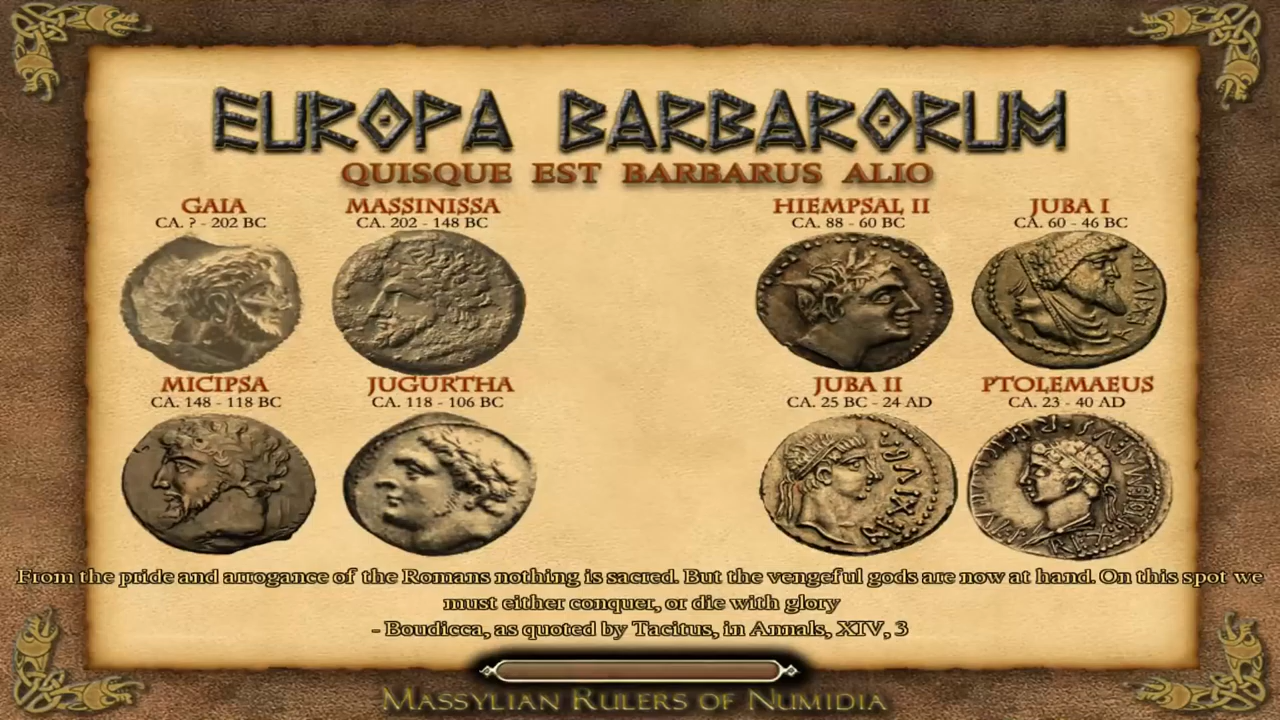 EUROPA BARBARORUM
QUISQUE EST BARBARUS ALIO
GAIA
CA. ? - 202 BC
MASSINISSA
CA. 202 - 148 BC
HIEMPSAL II
CA. 88 - 60 BC
JUBA I
CA. 60 - 46 BC
MICIPSA
CA. 148 - 118 BC
JUGURTHA
CA. 118 - 106 BC
JUBA II
CA. 25 BC - 24 AD
PTOLEMAEUS
CA. 23 - 40 AD
REX
From the pride and arrogance of the Romans nothing is sacred. But the vengeful gods are now at hand. On this spot we
must either conquer, or die with glory
- Boudicca, as quoted by Tacitus, in Annals, XIV, 3
MASSYLIAN RULERS OF NUMIDIA